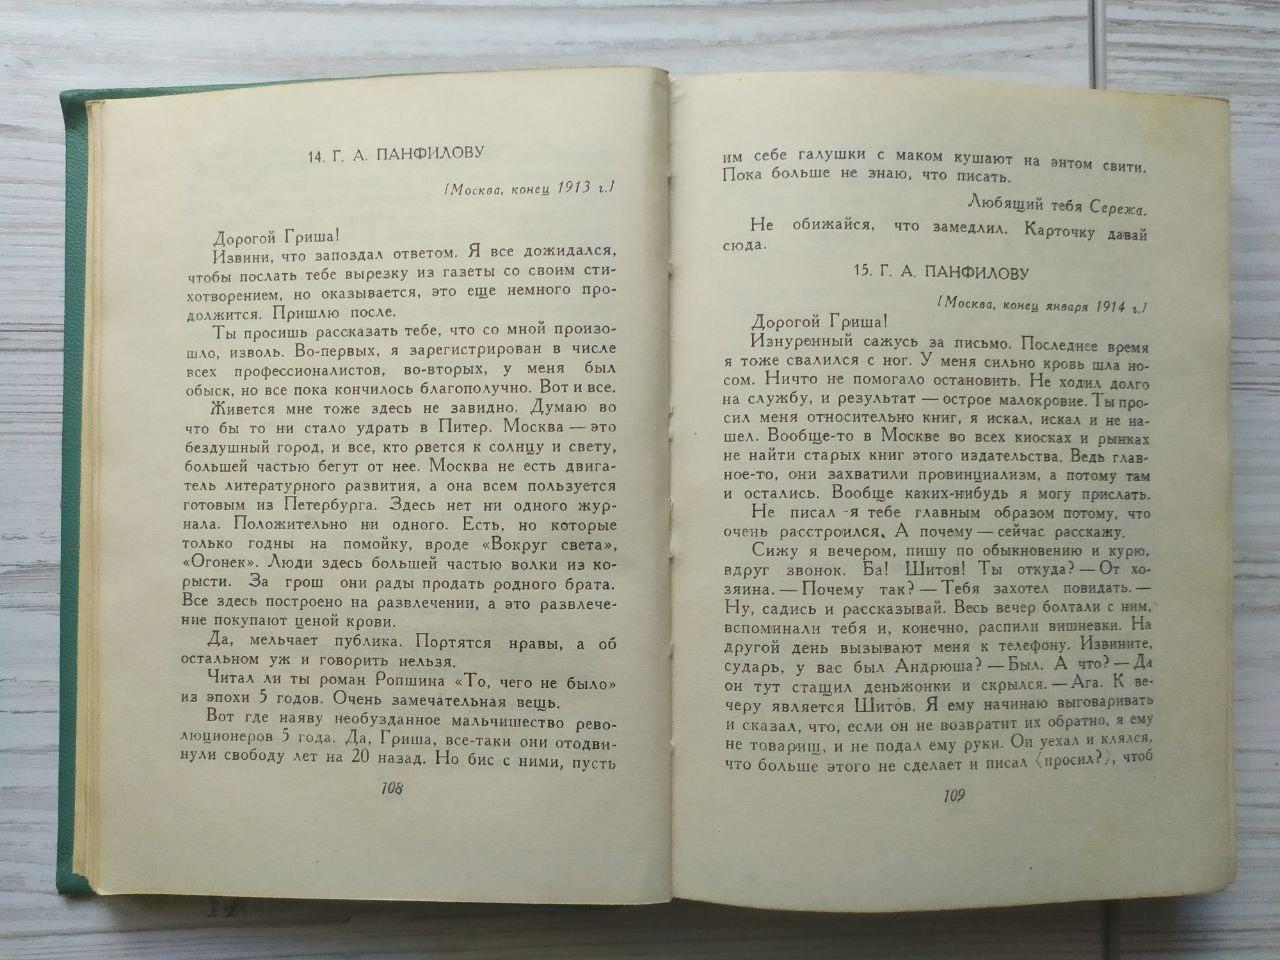 14. Г. А. ПАНФИЛОВУ
[Москва, конец 1913 г.]
Дорогой Гриша!
Извини, что запоздал ответом. Я все дожидался,
чтобы послать тебе вырезку из газеты со своим сти-
хотворением, но оказывается, это еще немного про-
должится. Пришлю после.
Ты просишь рассказать тебе, что со мной произо-
шло, изволь. Во-первых, я зарегистрирован в числе
всех профессионалистов, во-вторых, у меня был
обыск, но все пока кончилось благополучно. Вот и все.
Живется мне тоже здесь не завидно. Думаю во
что бы то ни стало удрать в Питер. Москва — это
бездушный город, и все, кто рвется к солнцу и свету,
большей частью бегут от нее. Москва не есть двига-
тель литературного развития, а она всем пользуется
готовым из Петербурга. Здесь нет ни одного жур-
нала. Положительно ни одного. Есть, но которые
только годны на помойку, вроде «Вокруг света»,
«Огонек». Люди здесь большей частью волки из ко-
рысти. За грош они рады продать родного брата.
Все здесь построено на развлечении, а это развлече-
ние покупают ценой крови.
Да, мельчает публика. Портятся нравы, а об
остальном уж и говорить нельзя.
Читал ли ты роман Ропшина «То, чего не было»
из эпохи 5 годов. Очень замечательная вещь.
Вот где наяву необузданное мальчишество рево-
люционеров 5 года. Да, Гриша, все-таки они отодви-
нули свободу лет на 20 назад. Но бис с ними, пусть
108
им себе галушки с маком кушают на энтом свити.
Пока больше не знаю, что писать.
Любящий тебя Сережа.
Не обижайся, что замедлил. Карточку давай
сюда.
15. Г. А. ПАНФИЛОВУ
[Москва, конец января 1914 г.]
Дорогой Гриша!
Изнуренный сажусь за письмо. Последнее время
я тоже свалился с ног. У меня сильно кровь шла но-
сом. Ничто не помогало остановить. Не ходил долго
на службу, и результат — острое малокровие. Ты про-
сил меня относительно книг, я искал, искал и не на-
шел. Вообще-то в Москве во всех киосках и рынках
не найти старых книг этого издательства. Ведь глав-
ное-то, они захватили провинциализм, а потому там
и остались. Вообще каких-нибудь я могу прислать.
Не писал я тебе главным образом потому, что
очень расстроился. А почему — сейчас расскажу.
Сижу я вечером, пишу по обыкновению и курю,
вдруг звонок. Ба! Шитов! Ты откуда? — От хо-
зяина. — Почему так? — Тебя захотел повидать. —
Ну, садись и рассказывай. Весь вечер болтали с ним,
вспоминали тебя и, конечно, распили вишневки. На
другой день вызывают меня к телефону. Извините,
сударь, у вас был Андрюша? — Был. А что? — Да
он тут стащил деньжонки и скрылся. — Ага. К ве-
черу является Шитов. Я ему начинаю выговаривать
и сказал, что, если он не возвратит их обратно, я ему
не товарищ, и не подал ему руки. Он уехал и клялся,
что больше этого не сделает и писал ⟨просил?⟩, чтоб
109